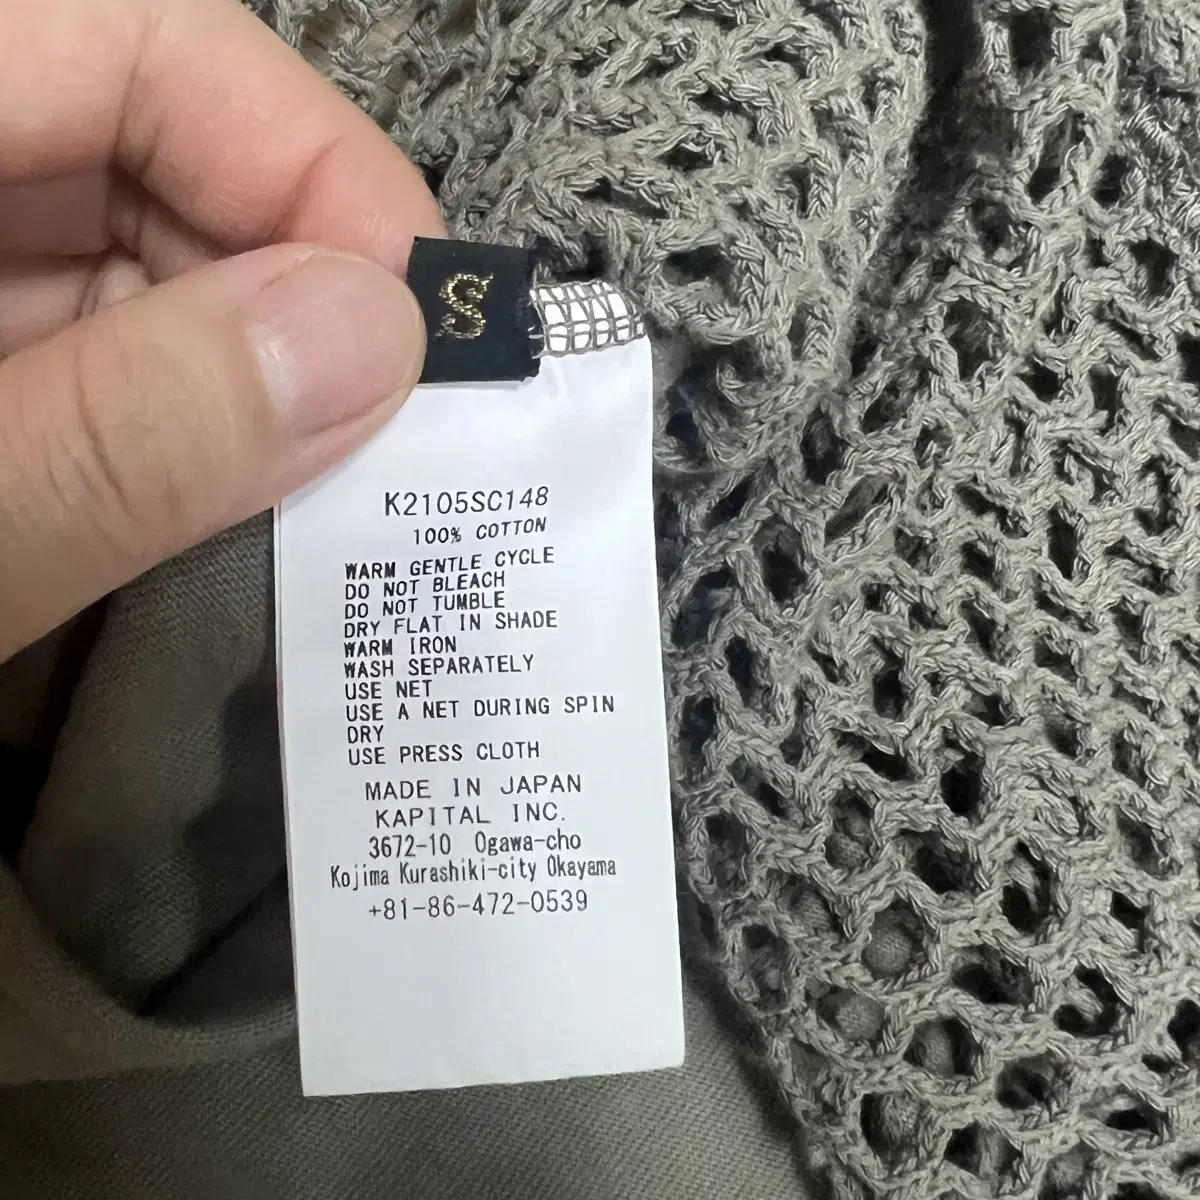 S
K2105SC148
100% COTTON
WARM GENTLE CYCLE
DO NOT BLEACH
DO NOT TUMBLE
DRY FLAT IN SHADE
WARM IRON
WASH SEPARATELY
USE NET
USE A NET DURING SPIN
DRY
USE PRESS CLOTH
MADE IN JAPAN
KAPITAL INC.
3672-10 Ogawa-cho
Kojima Kurashiki-city Okayama
+81-86-472-0539